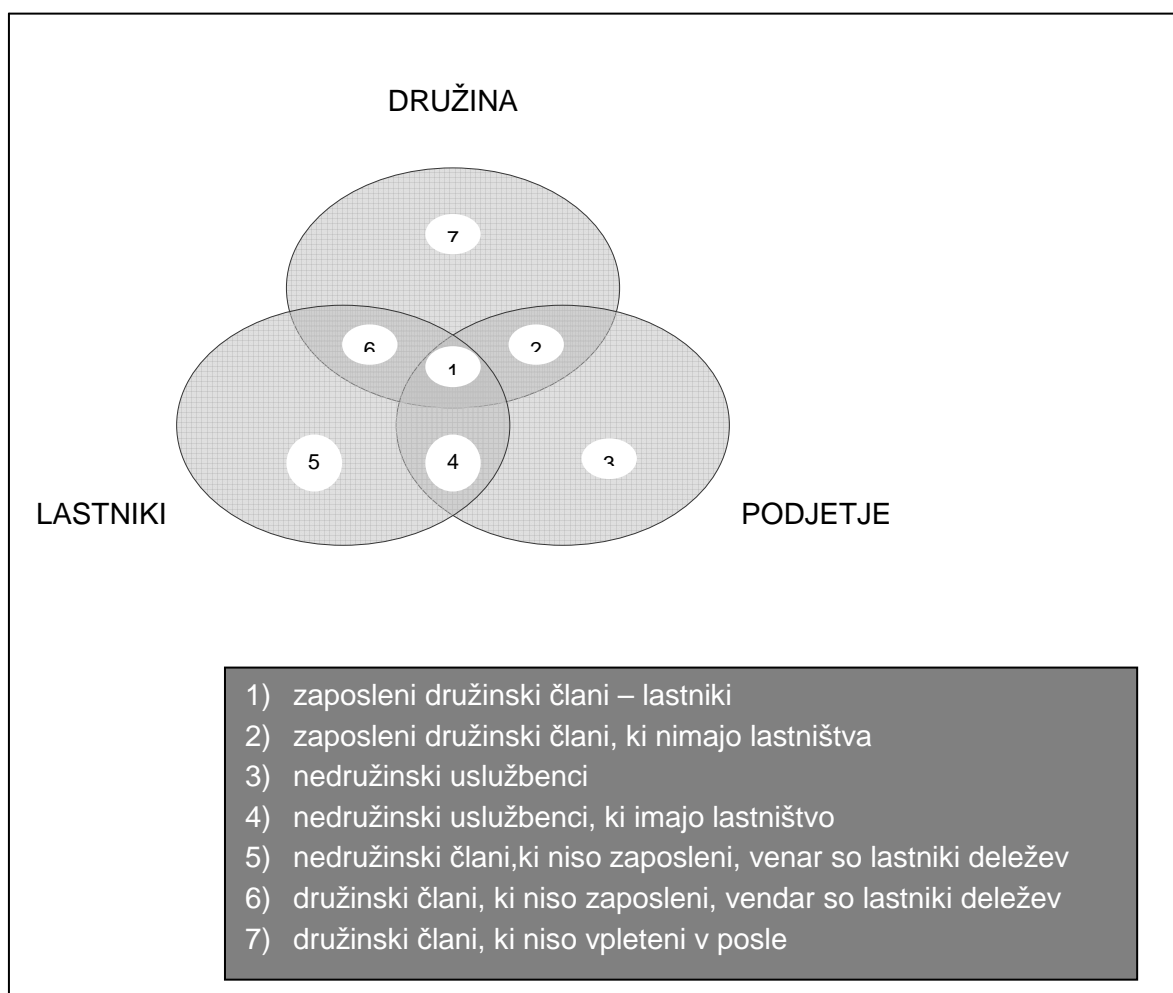 DRUŽINA
7
6
2
1
5
4
3
LASTNIKI
PODJETJE
1) zaposleni družinski člani – lastniki
2) zaposleni družinski člani, ki nimajo lastništva
3) nedružinski uslužbenci
4) nedružinski uslužbenci, ki imajo lastništvo
5) nedružinski člani,ki niso zaposleni, venar so lastniki deležev
6) družinski člani, ki niso zaposleni, vendar so lastniki deležev
7) družinski člani, ki niso vpleteni v posle